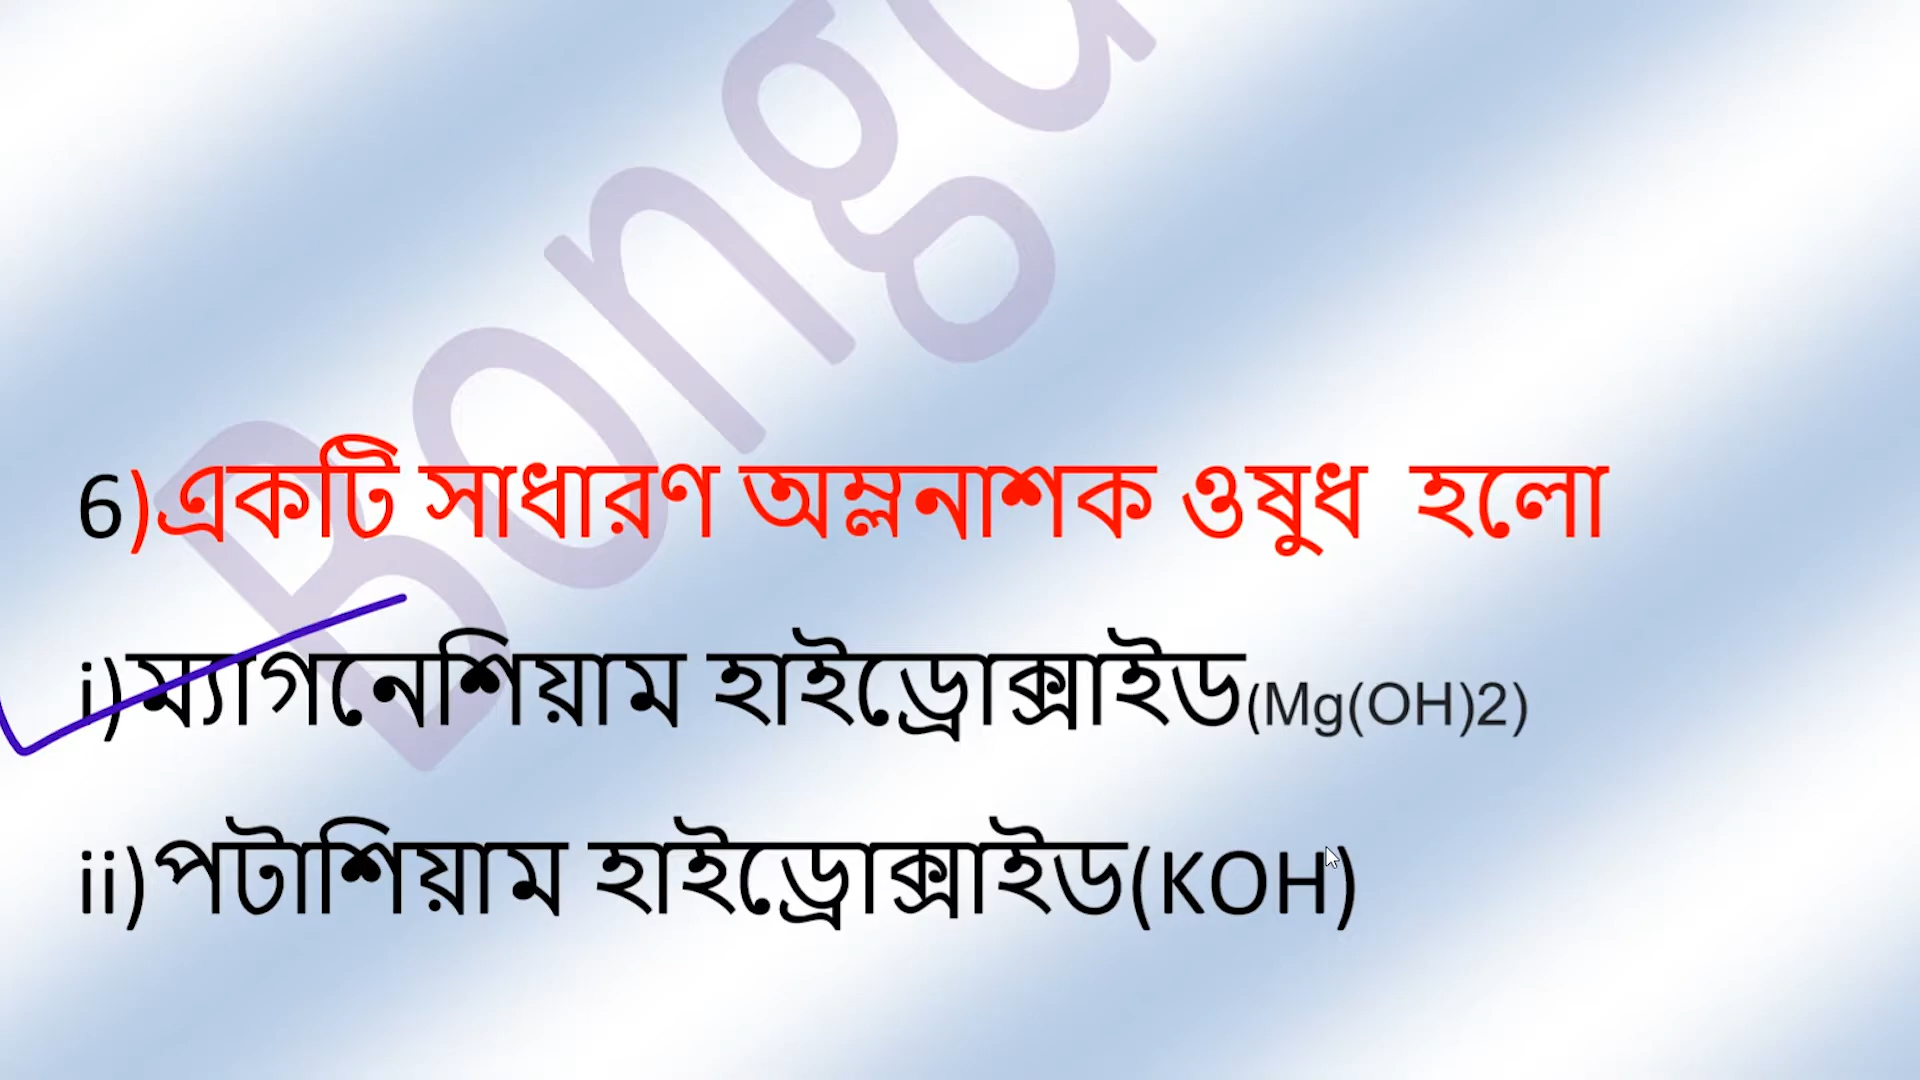 Bongu
6)একটি সাধারণ অম্লনাশক ওষুধ হলো
i)ম্যাগনেশিয়াম হাইড্রোক্সাইড(Mg(OH)2)
ii)পটাশিয়াম হাইড্রোক্সাইড(KOH)